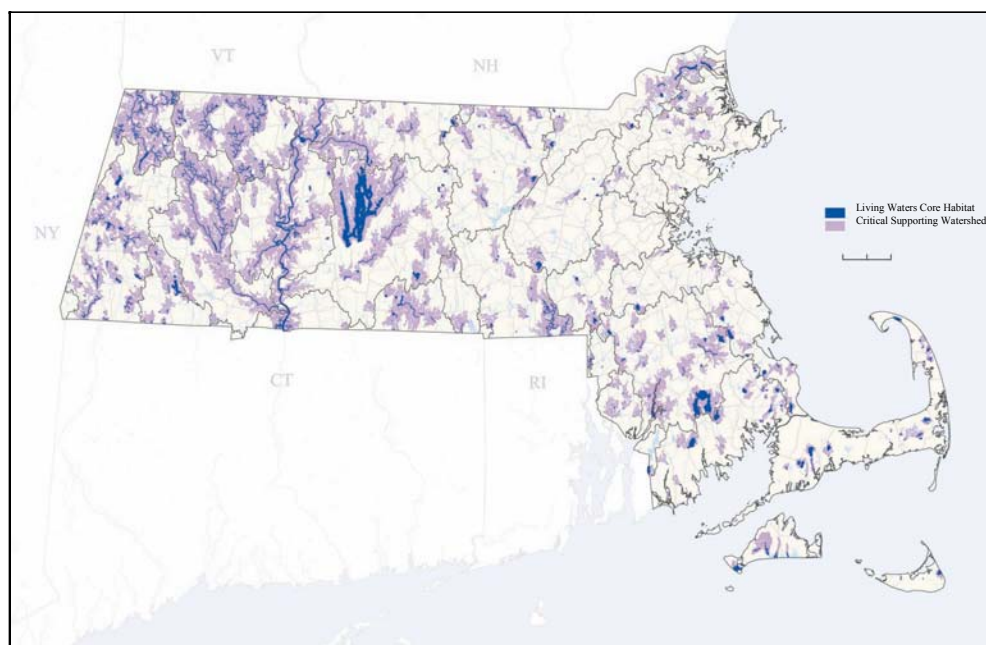 VT
NH
NY
Living Waters Core Habitat
Critical Supporting Watershed
CT
RI